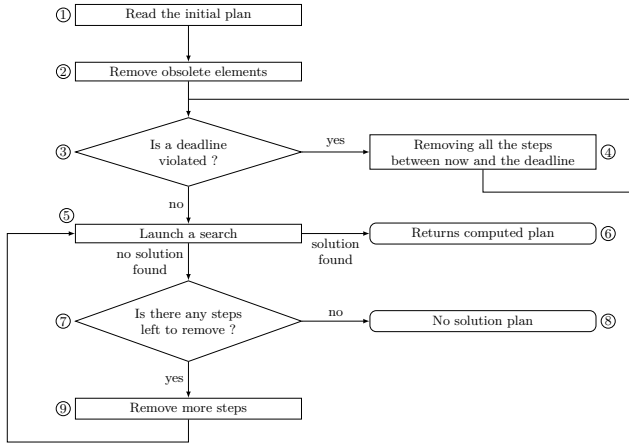 ① Read the initial plan
② Remove obsolete elements
③ Is a deadline
violated ?
yes
Removing all the steps
between now and the deadline ④
no
⑤ Launch a search
solution
found
Returns computed plan ⑥
no solution
found
⑦ Is there any steps
left to remove ?
no
No solution plan ⑧
yes
⑨ Remove more steps